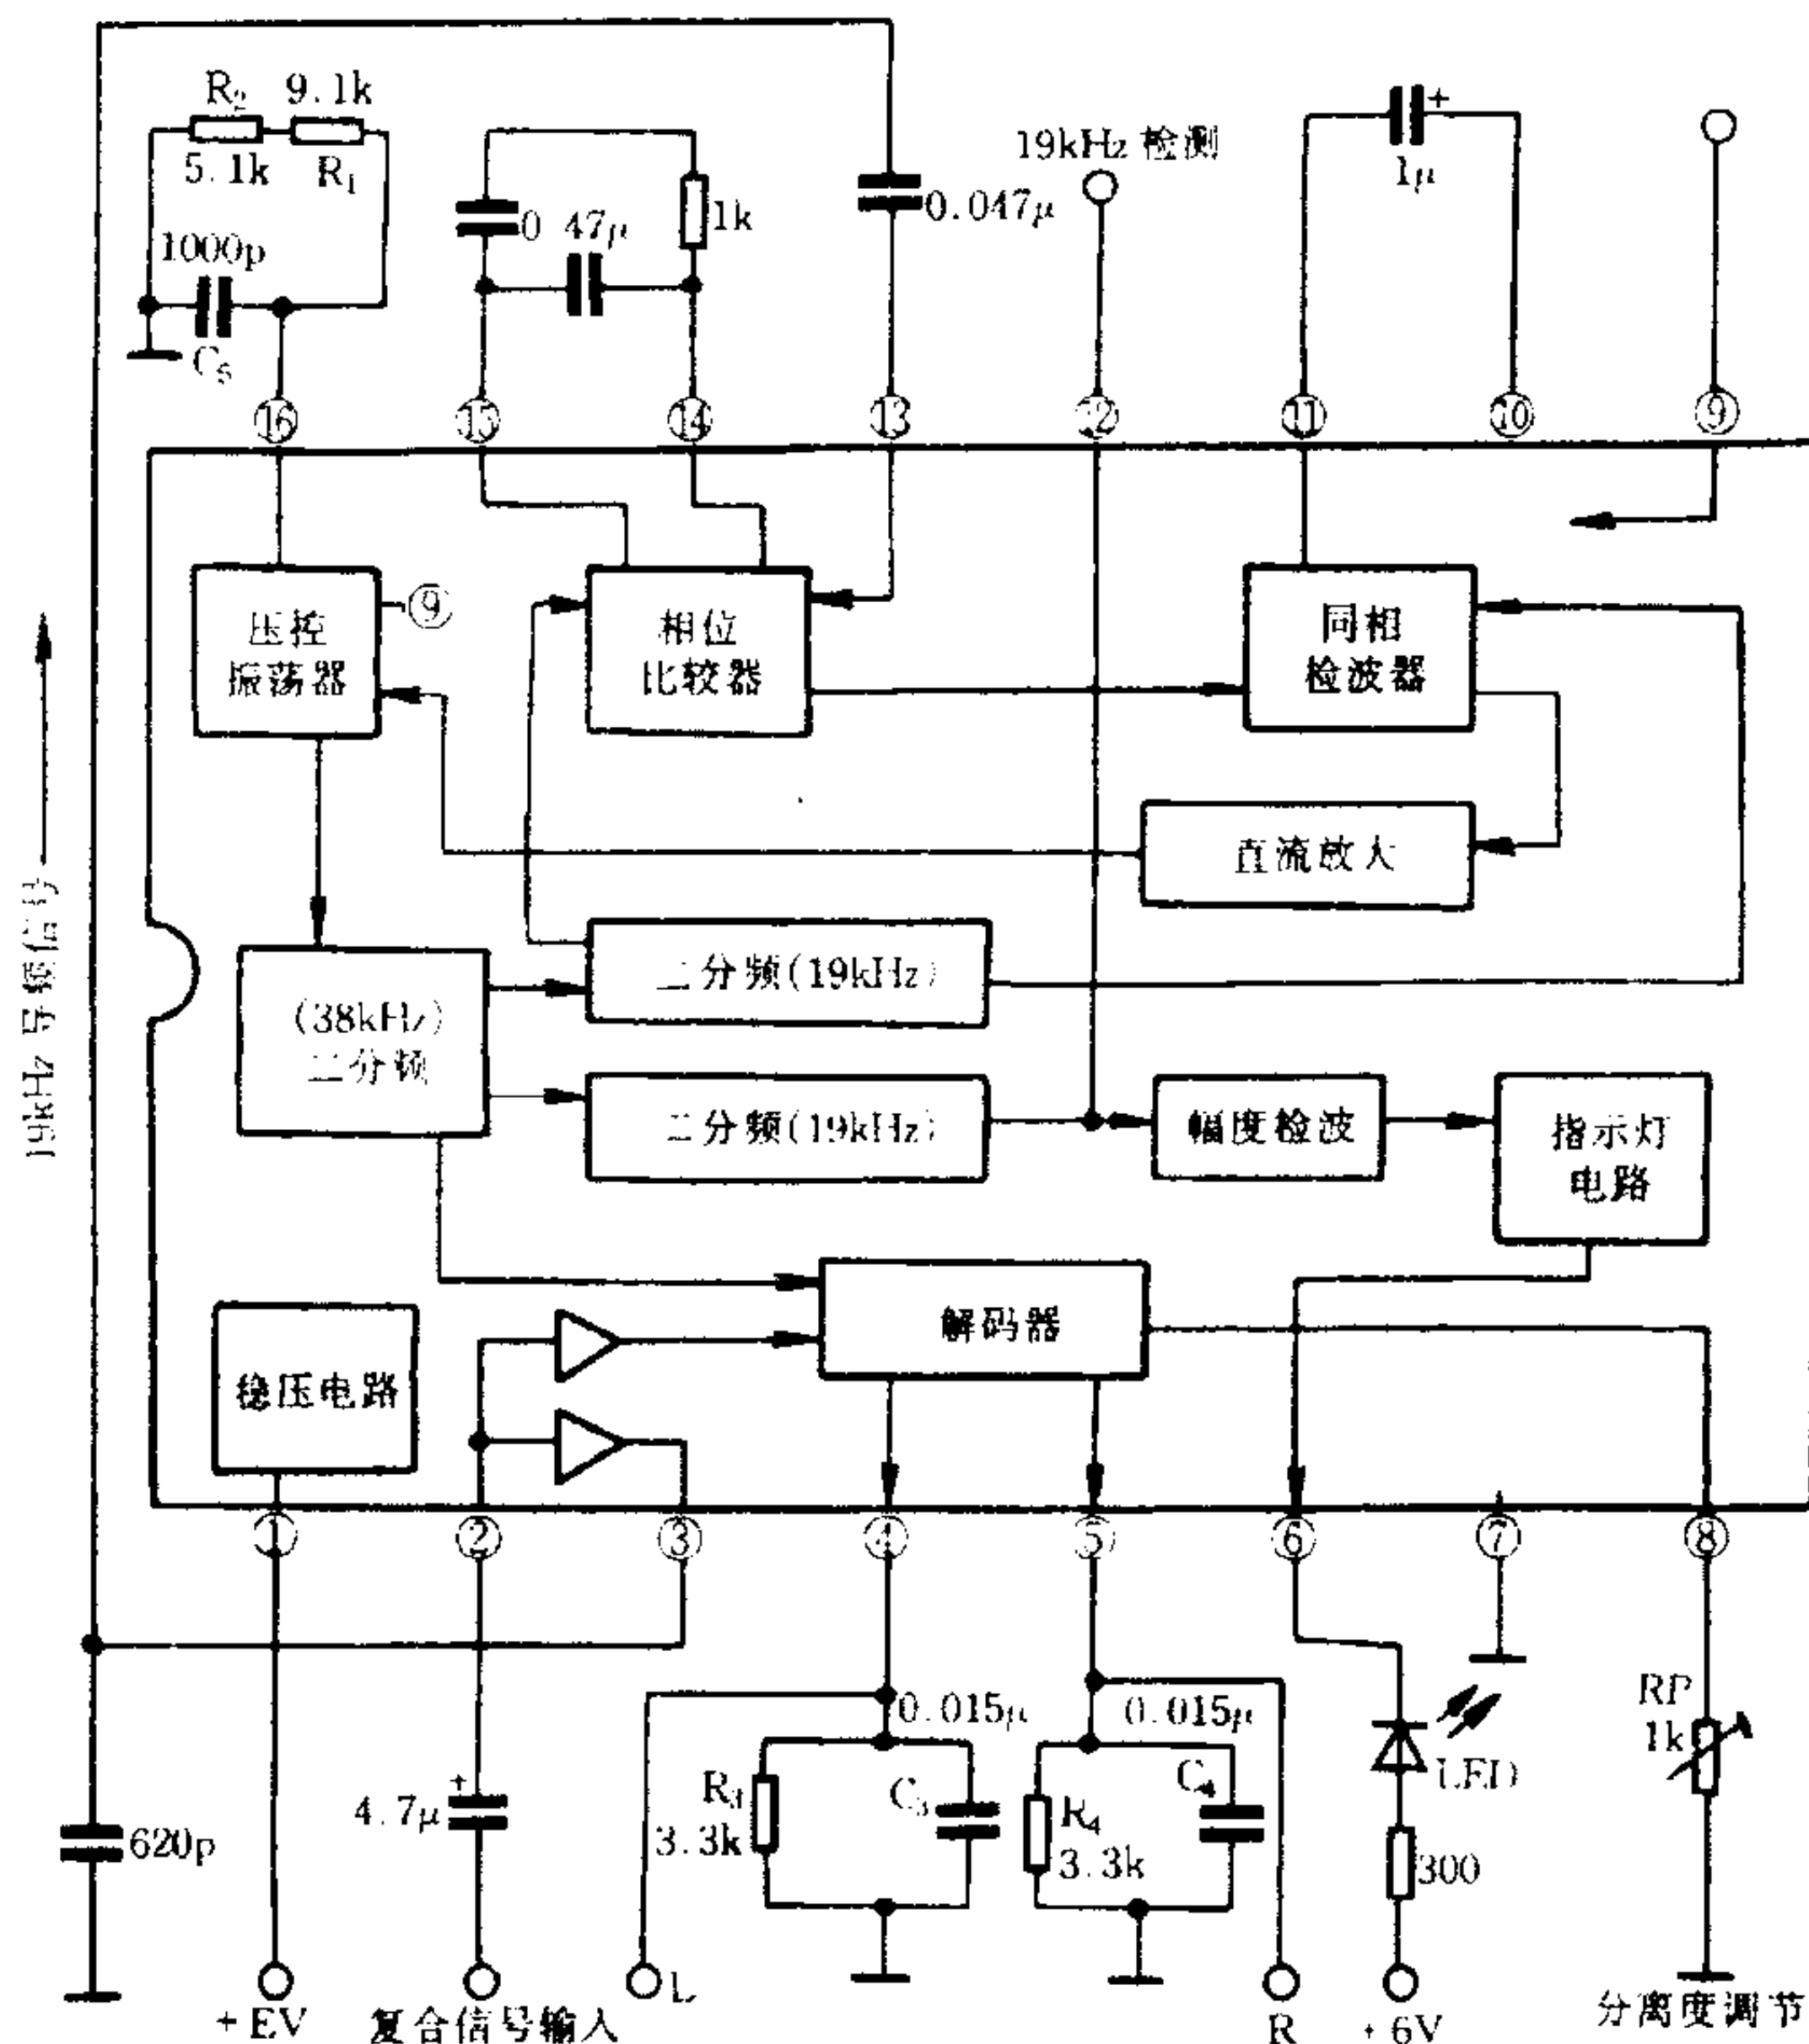 R₂ 9.1k
5.1k R₁
1000p
C₅
0 47μ
1k
0.047μ
19kHz 检测
1μ
+
⑯ ⑮ ⑭ ⑬ ⑫ ⑪ ⑩ ⑨
压控
振荡器
⑨
相位
比较器
同相
检波器
直流放大
19kHz 导频信号
(38kHz)
二分频
二分频(19kHz)
二分频(19kHz)
幅度检波
指示灯
电路
解码器
稳压电路
① ② ③ ④ ⑤ ⑥ ⑦ ⑧
620p
+
4.7μ
0.015μ
R₃
3.3k
C₃
0.015μ
R₄
3.3k
C₄
LED
300
RP
1k
+EV
复合信号输入
L
R
+6V
分离度调节